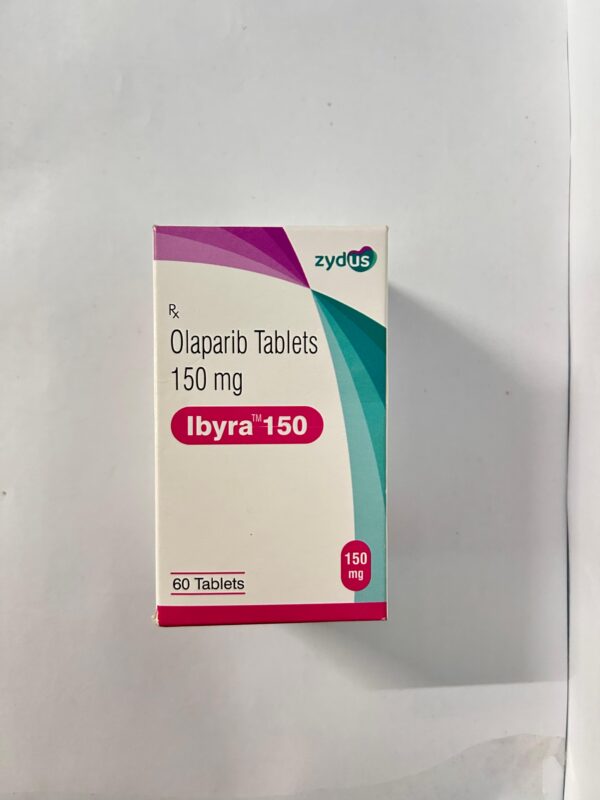 zydus
Rx
Olaparib Tablets
150 mg
Ibyra™ 150
150
mg
60 Tablets